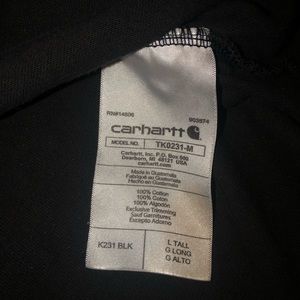 RN#14806 903574
carhartt
MODEL NO. TK0231-M
Carhartt, Inc. P.O. Box 600
Dearborn, MI 48121 USA
carhartt.com
Made in Guatemala
Fabriqué au Guatemala
Hecho en Guatemala
100% Cotton
100% Coton
100% Algodon
Exclusive Trimming
Sauf Garnitures
Excepto Adorno
K231 BLK
L TALL
G LONG
G ALTO